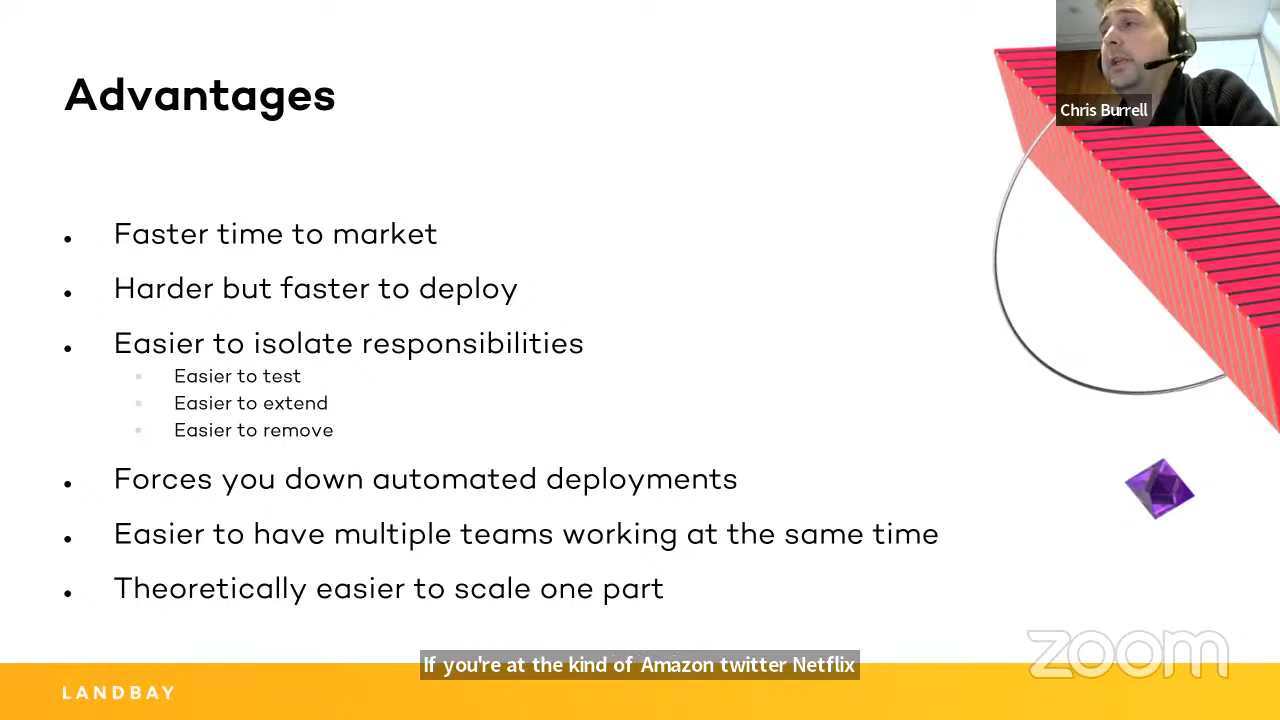 Advantages
Chris Burrell
Faster time to market
Harder but faster to deploy
Easier to isolate responsibilities
Easier to test
Easier to extend
Easier to remove
Forces you down automated deployments
Easier to have multiple teams working at the same time
Theoretically easier to scale one part
zoom
If you're at the kind of Amazon twitter Netflix
LANDBAY